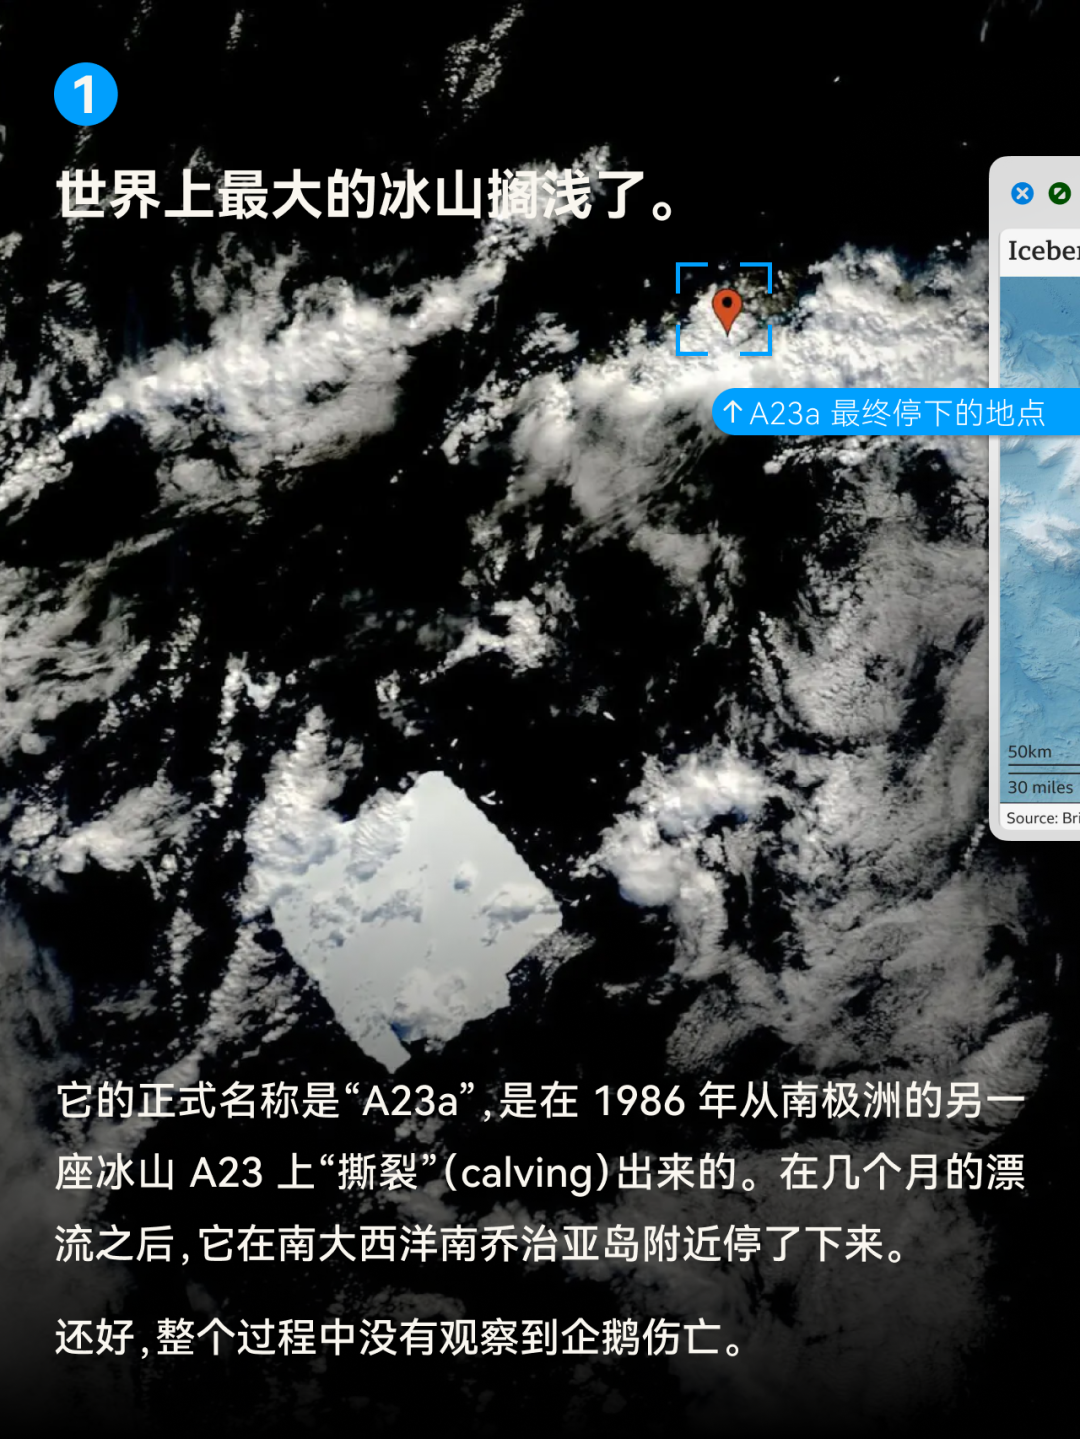 1
世界上最大的冰山搁浅了。
Iceber
↑A23a 最终停下的地点
50km
30 miles
Source: Bri
它的正式名称是“A23a”,是在 1986 年从南极洲的另一
座冰山 A23 上“撕裂”(calving)出来的。在几个月的漂
流之后,它在南大西洋南乔治亚岛附近停了下来。
还好,整个过程中没有观察到企鹅伤亡。